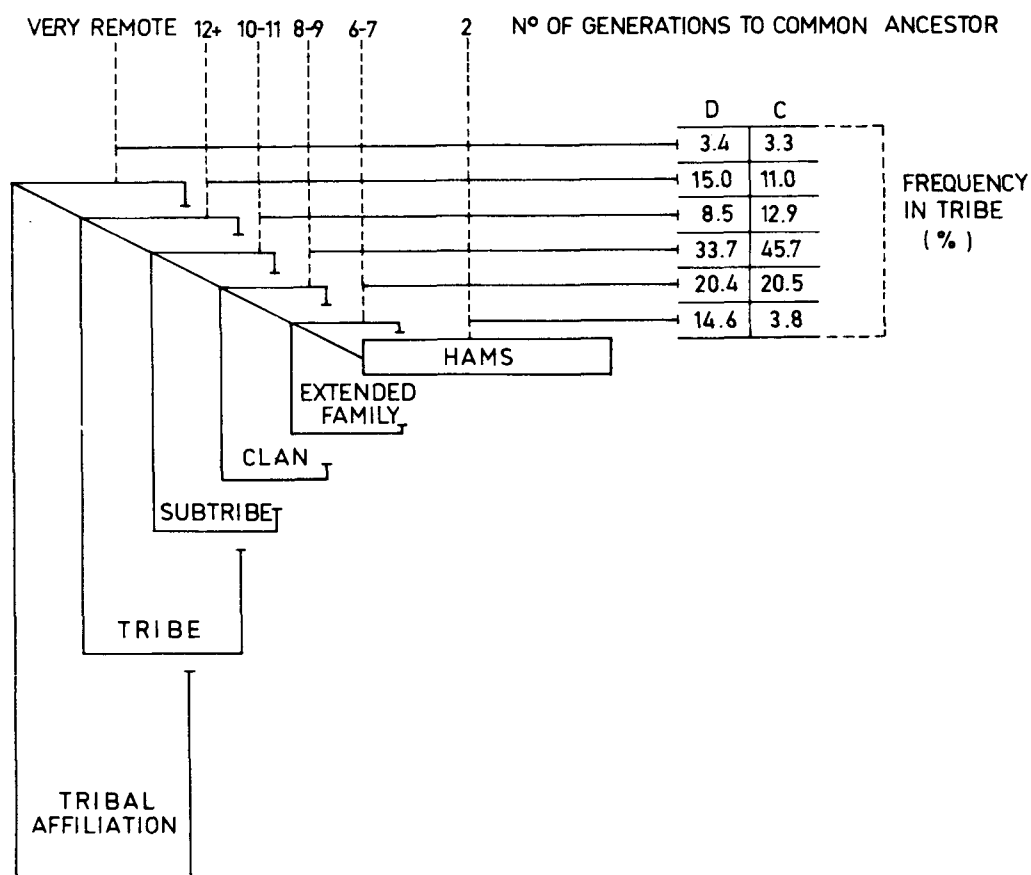 VERY REMOTE 12+ 10-11 8-9 6-7 2 Nº OF GENERATIONS TO COMMON ANCESTOR
D C
3.4 3.3
15.0 11.0
8.5 12.9
33.7 45.7
20.4 20.5
14.6 3.8
FREQUENCY
IN TRIBE
(%)
HAMS
EXTENDED
FAMILY
CLAN
SUBTRIBE
TRIBE
TRIBAL
AFFILIATION